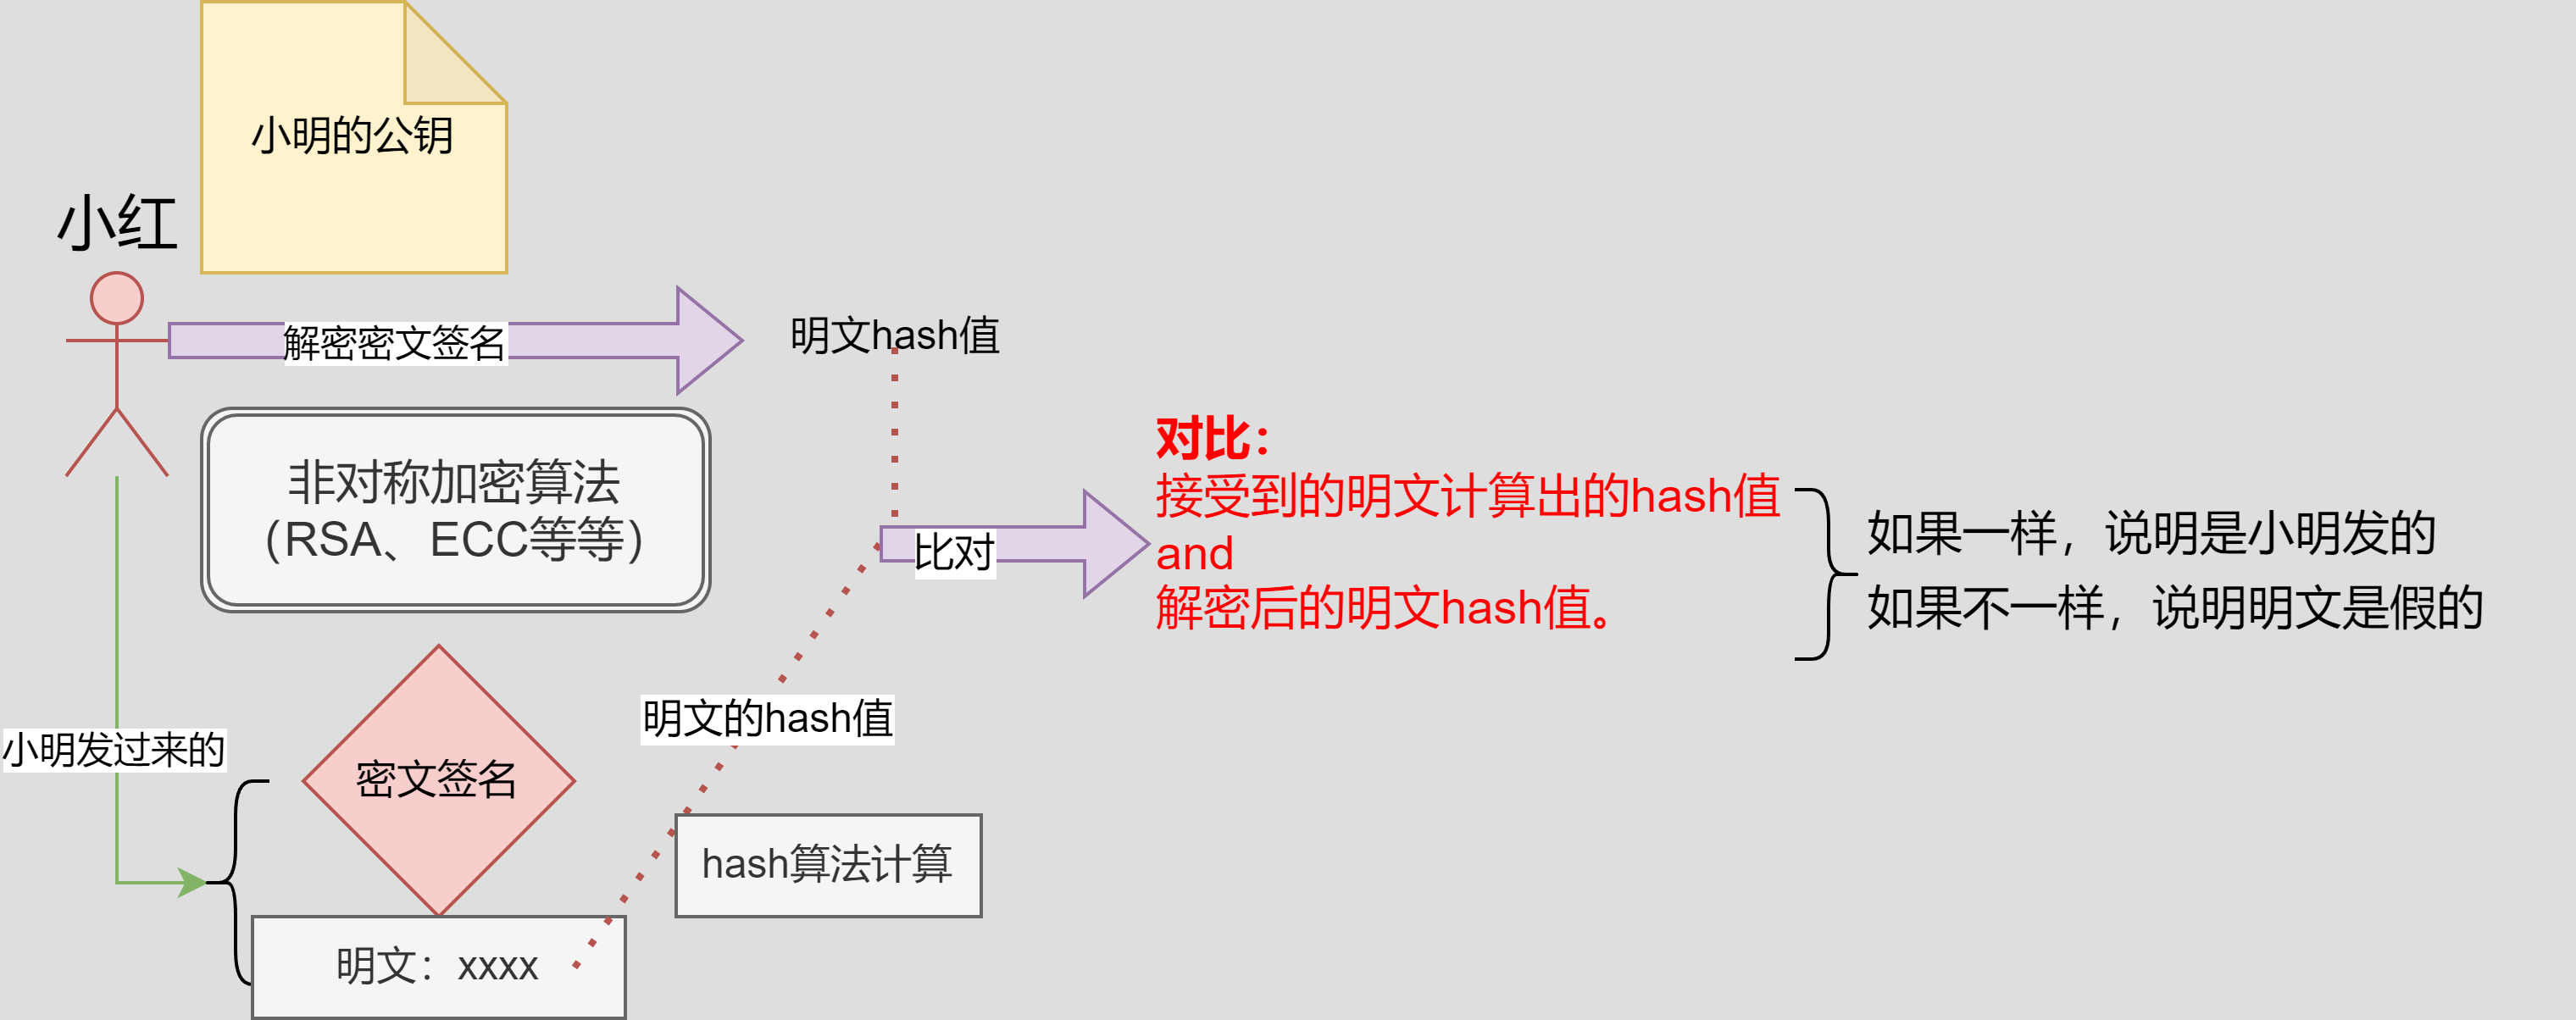 小明的公钥
小红
解密密文签名
明文hash值
非对称加密算法
（RSA、ECC等等）
对比：
接受到的明文计算出的hash值
and
解密后的明文hash值。
比对
如果一样，说明是小明发的
如果不一样，说明明文是假的
明文的hash值
小明发过来的
密文签名
hash算法计算
明文：xxxx